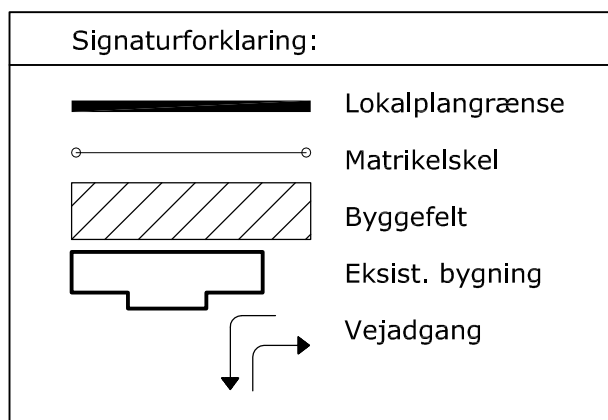 Signaturforklaring:
Lokalplangrænse
Matrikelskel
Byggefelt
Eksist. bygning
Vejadgang